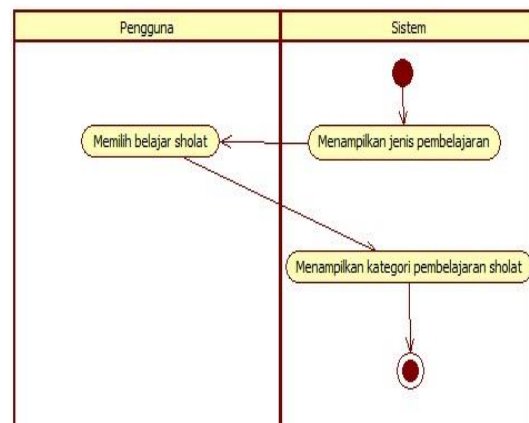 Pengguna
Sistem
Menampilkan jenis pembelajaran
Memilih belajar sholat
Menampilkan kategori pembelajaran sholat